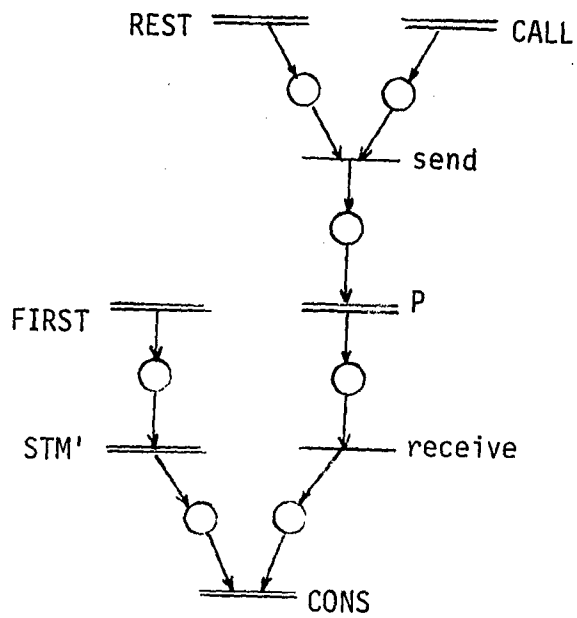 REST
CALL
send
P
FIRST
STM'
receive
CONS